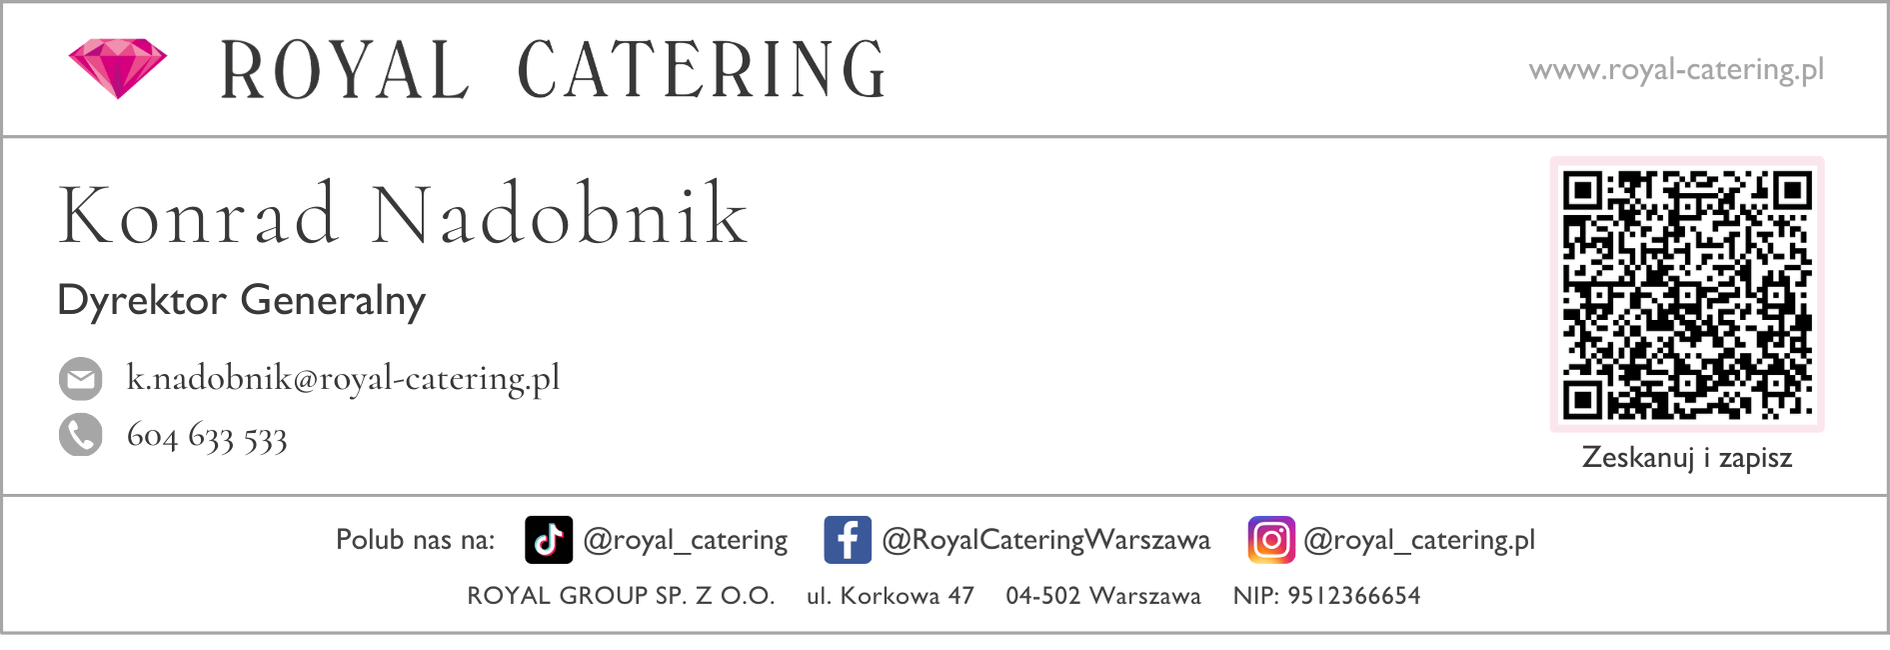 ROYAL CATERING
www.royal-catering.pl
Konrad Nadobnik
Dyrektor Generalny
k.nadobnik@royal-catering.pl
604 633 533
Zeskanuj i zapisz
Polub nas na: @royal_catering @RoyalCateringWarszawa @royal_catering.pl
ROYAL GROUP SP. Z O.O. ul. Korkowa 47 04-502 Warszawa NIP: 9512366654